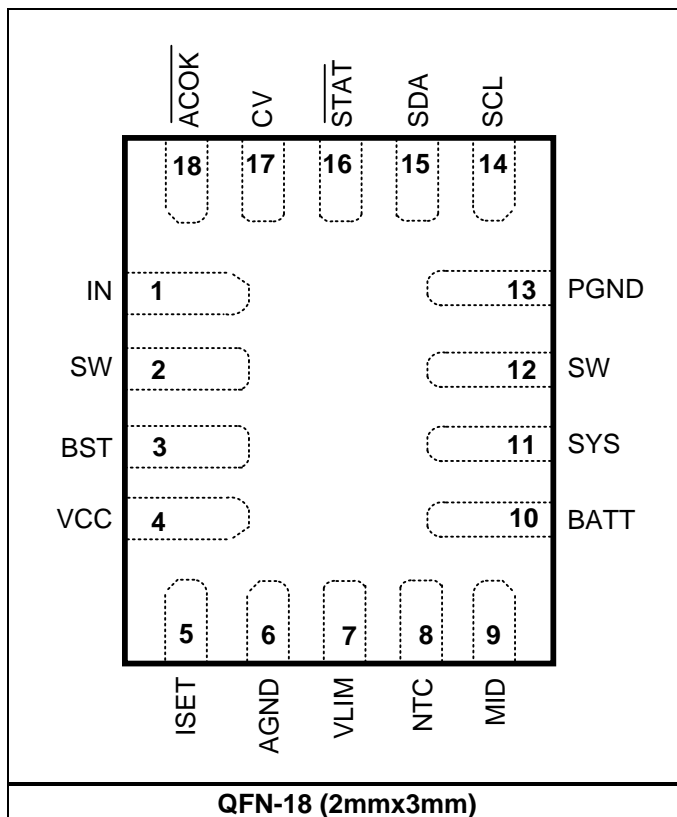 ACOK CV STAT SDA SCL
18 17 16 15 14
IN 1 13 PGND
SW 2 12 SW
BST 3 11 SYS
VCC 4 10 BATT
5 6 7 8 9
ISET AGND VLIM NTC MID
QFN-18 (2mmx3mm)